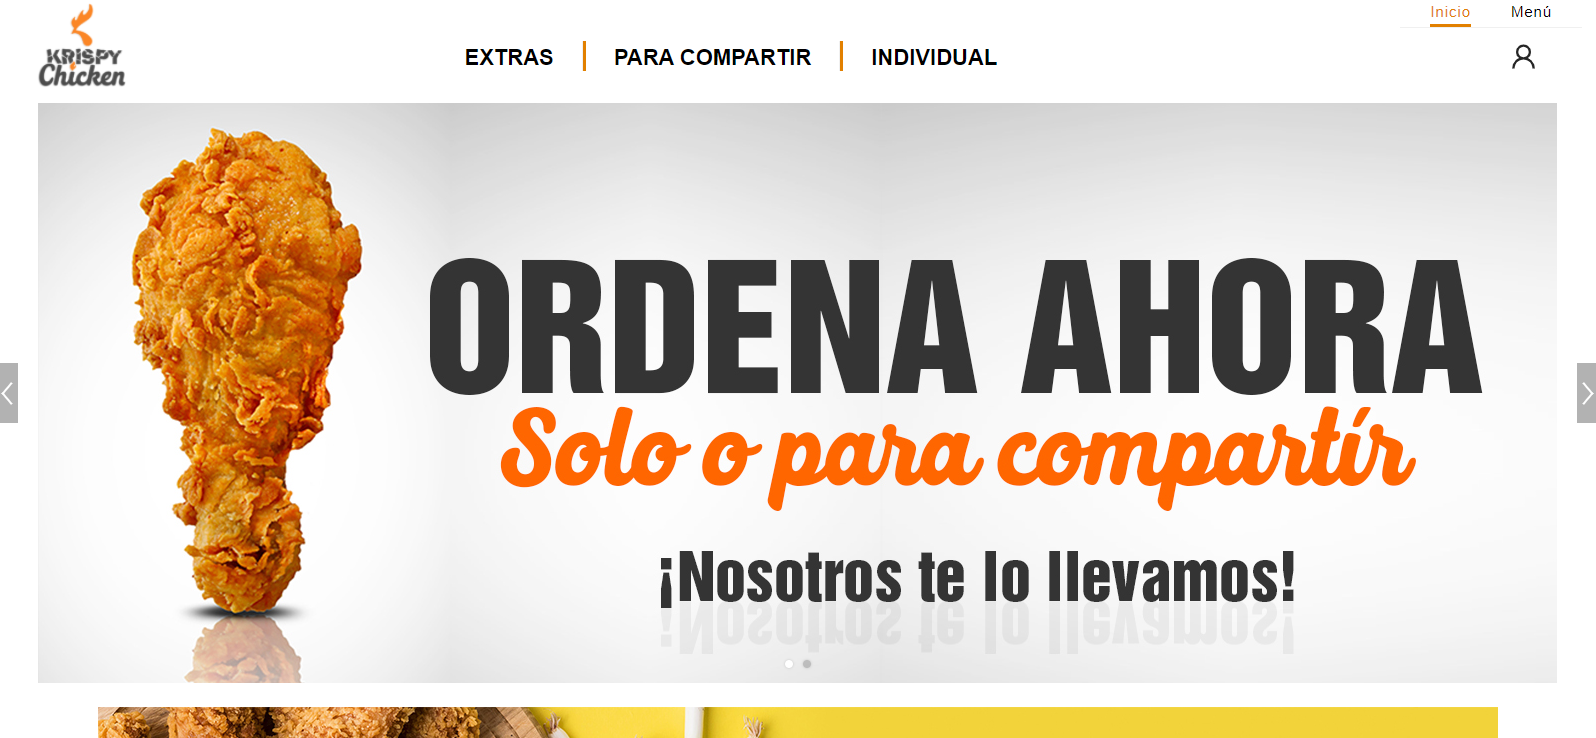 KRISPY
Chicken
Inicio
Menú
EXTRAS
PARA COMPARTIR
INDIVIDUAL
ORDENA AHORA
Solo o para compartír
¡Nosotros te lo llevamos!